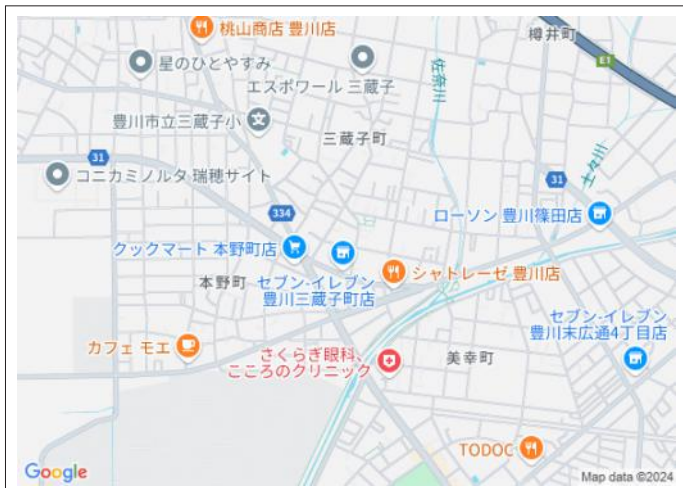 桃山商店 豊川店
樽井町
E1
星のひとやすみ
エスポワール 三蔵子
佐奈川
豊川市立三蔵子小
三蔵子町
31
コニカミノルタ 瑞穂サイト
31
334
ローソン 豊川篠田店
クックマート 本野町店
本野町
セブン-イレブン
豊川三蔵子町店
シャトレーゼ 豊川店
セブン-イレブン
豊川末広通4丁目店
カフェ モエ
さくらぎ眼科、
こころのクリニック
美幸町
TODOC
Google
Map data ©2024